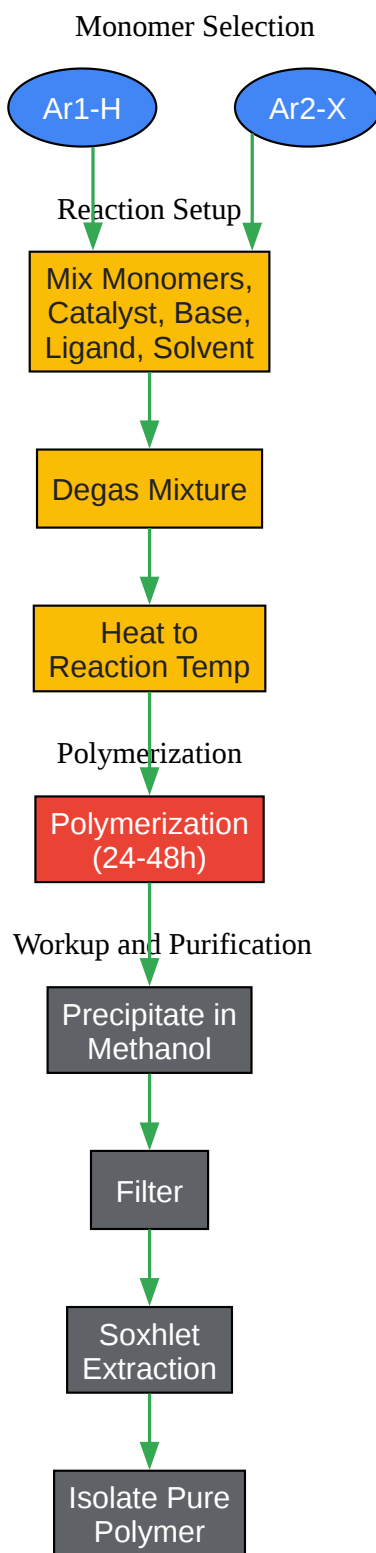 Monomer Selection
Ar1-H
Ar2-X
Reaction Setup
Mix Monomers,
Catalyst, Base,
Ligand, Solvent
Degas Mixture
Heat to
Reaction Temp
Polymerization
Polymerization
(24-48h)
Workup and Purification
Precipitate in
Methanol
Filter
Soxhlet
Extraction
Isolate Pure
Polymer